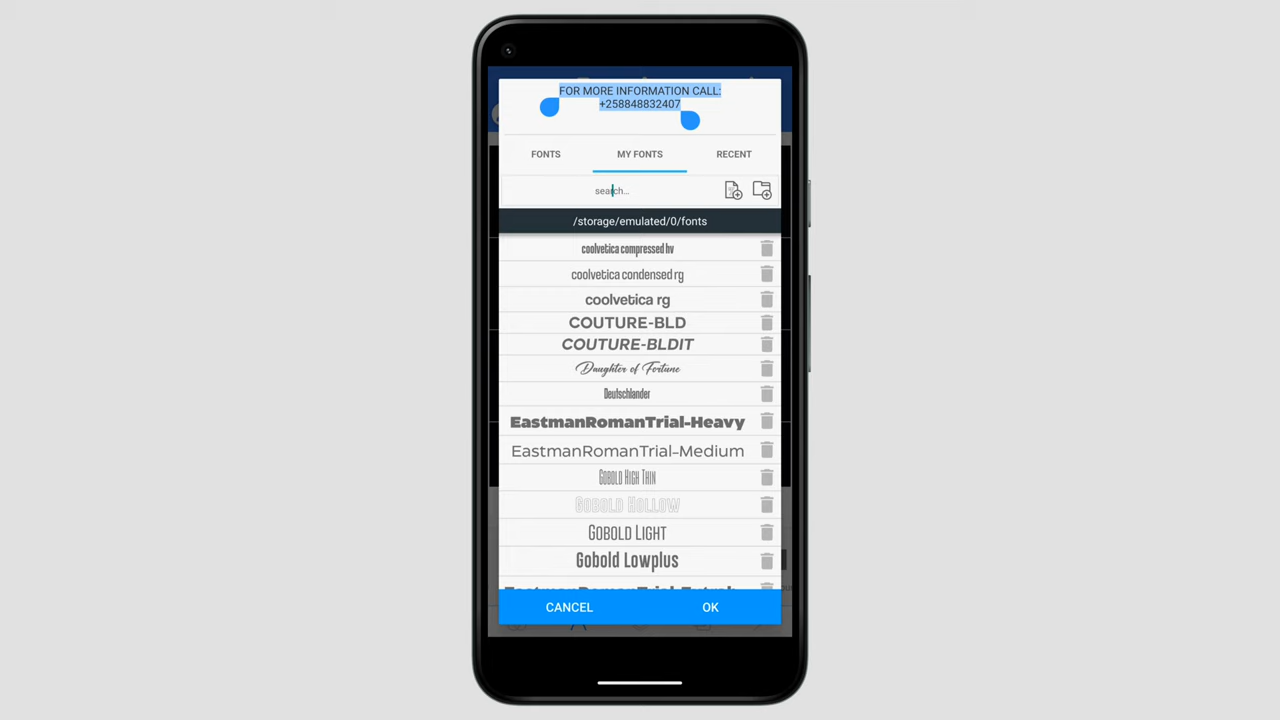 FOR MORE INFORMATION CALL:
+258848832407
FONTS
MY FONTS
RECENT
search...
/storage/emulated/0/fonts
coolvetica compressed hv
coolvetica condensed rg
coolvetica rg
COUTURE-BLD
COUTURE-BLDIT
Daughter of Fortune
Deutschlander
EastmanRomanTrial-Heavy
EastmanRomanTrial-Medium
GOBOLD HIGH THIN
GOBOLD HOLLOW
GOBOLD LIGHT
Gobold Lowplus
CANCEL
OK